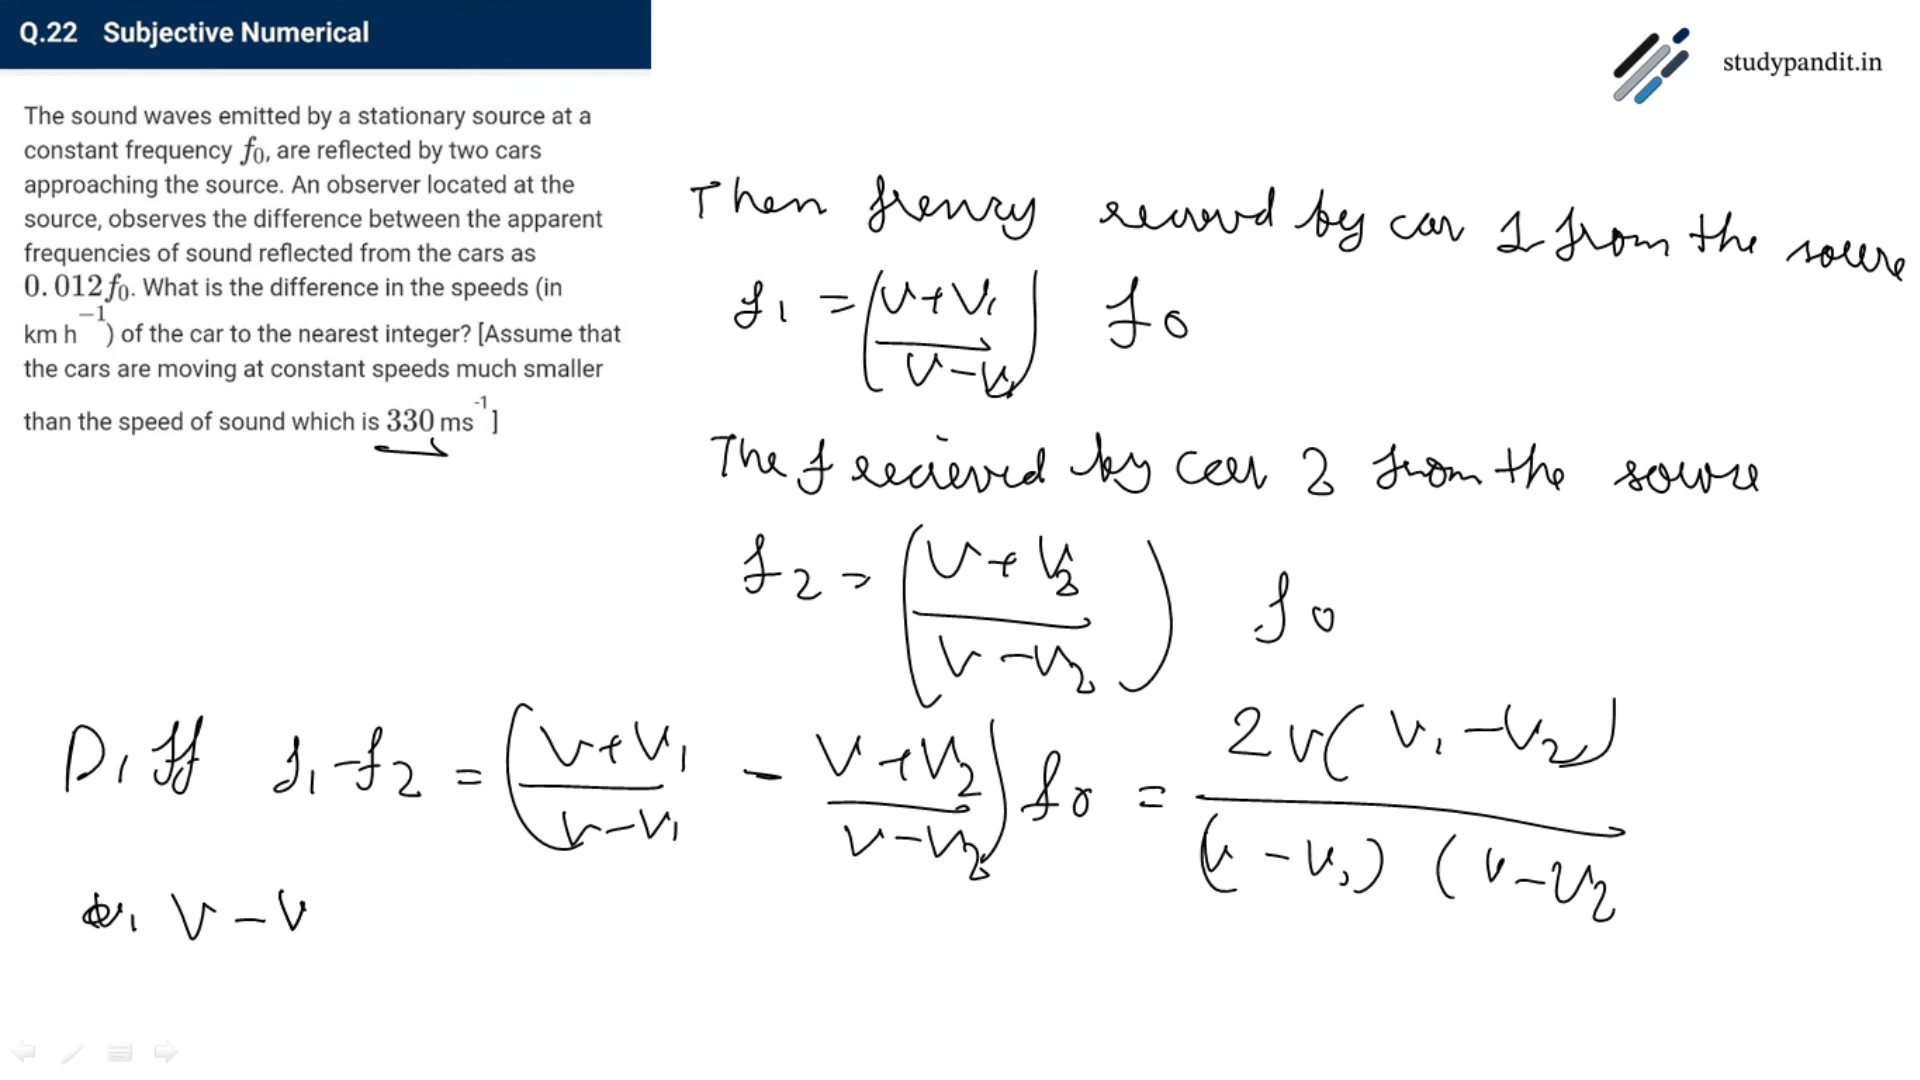 Q.22 Subjective Numerical
studypandit.in
The sound waves emitted by a stationary source at a
constant frequency f₀, are reflected by two cars
approaching the source. An observer located at the
source, observes the difference between the apparent
frequencies of sound reflected from the cars as
0.012f₀. What is the difference in the speeds (in
km h⁻¹) of the car to the nearest integer? [Assume that
the cars are moving at constant speeds much smaller
than the speed of sound which is 330 ms⁻¹]
Then by car 1 from the
f₁ = ((v+v₁)/(v-v₁)) f₀
The f recieved by car 2 from the
f₂ = ((v+v₂)/(v-v₂)) f₀
Diff f₁-f₂ = ((v+v₁)/(v-v₁) - (v+v₂)/(v-v₂)) f₀ = 2v(v₁-v₂)/(v-v₁)(v-v₂
v-v